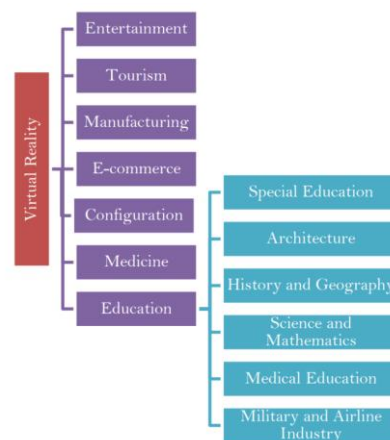 Virtual Reality
Entertainment
Tourism
Manufacturing
E-commerce
Configuration
Medicine
Education
Special Education
Architecture
History and Geography
Science and
Mathematics
Medical Education
Military and Airline
Industry